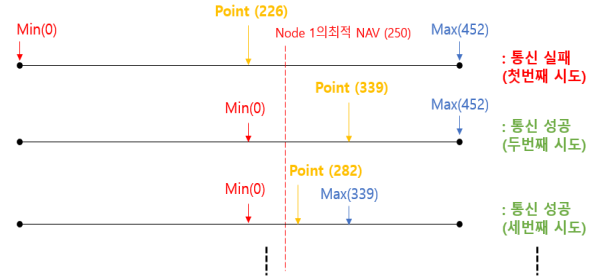 Point (226)
Min(0)
Node 1의최적 NAV (250)
Max(452)
: 통신 실패
(첫번째 시도)
Point (339)
Min(0)
Max(452)
: 통신 성공
(두번째 시도)
Point (282)
Min(0)
Max(339)
: 통신 성공
(세번째 시도)